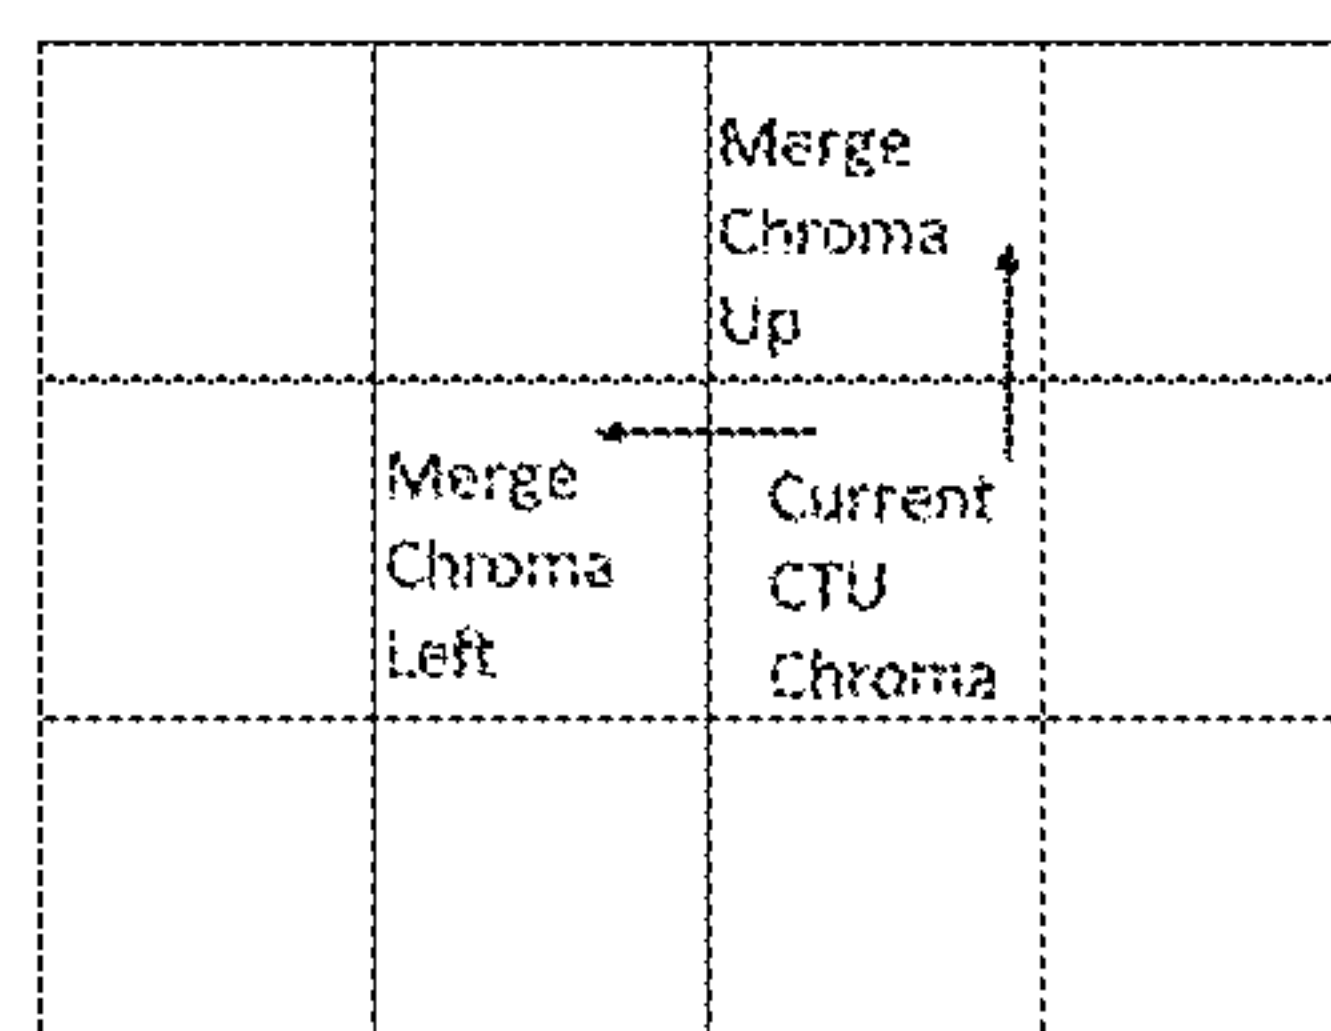 Merge
Chroma
Up
Merge
Chroma
Left
Current
CTU
Chroma